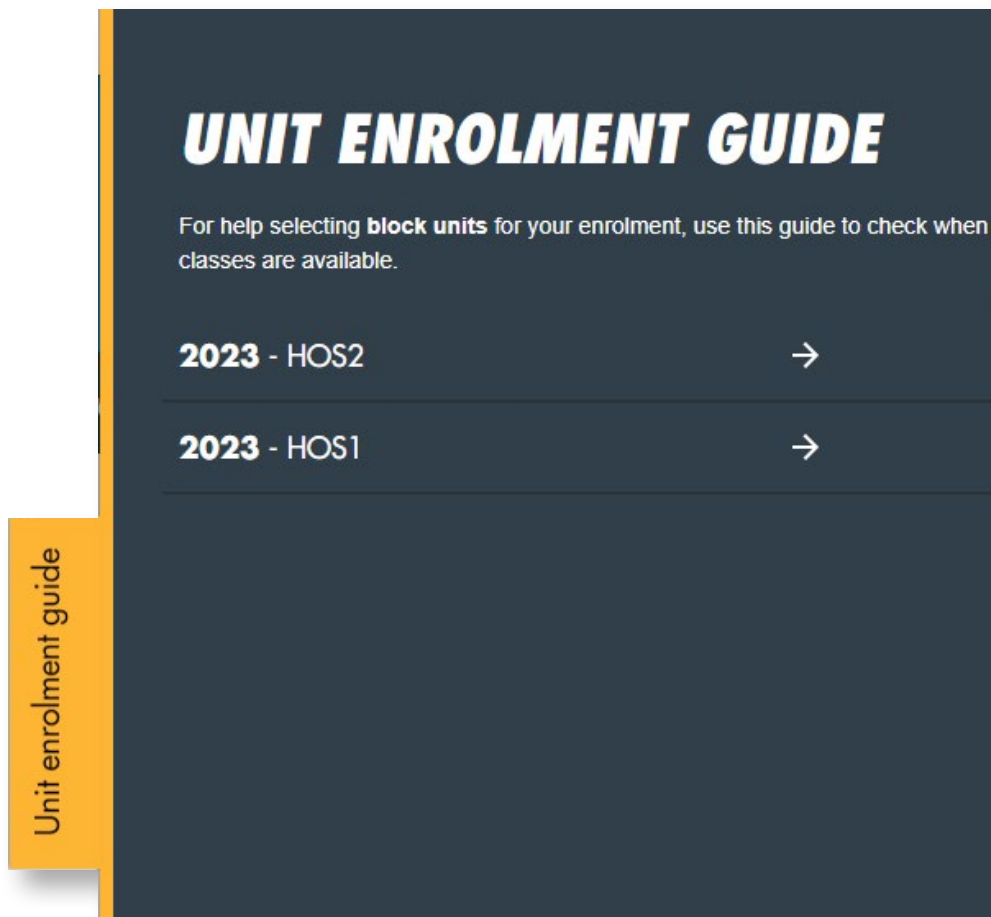 UNIT ENROLMENT GUIDE
For help selecting block units for your enrolment, use this guide to check when
classes are available.
2023 - HOS2
2023 - HOS1
Unit enrolment guide